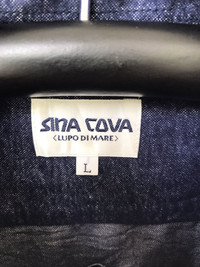 SINA COVA
<LUPO DI MARE>
L